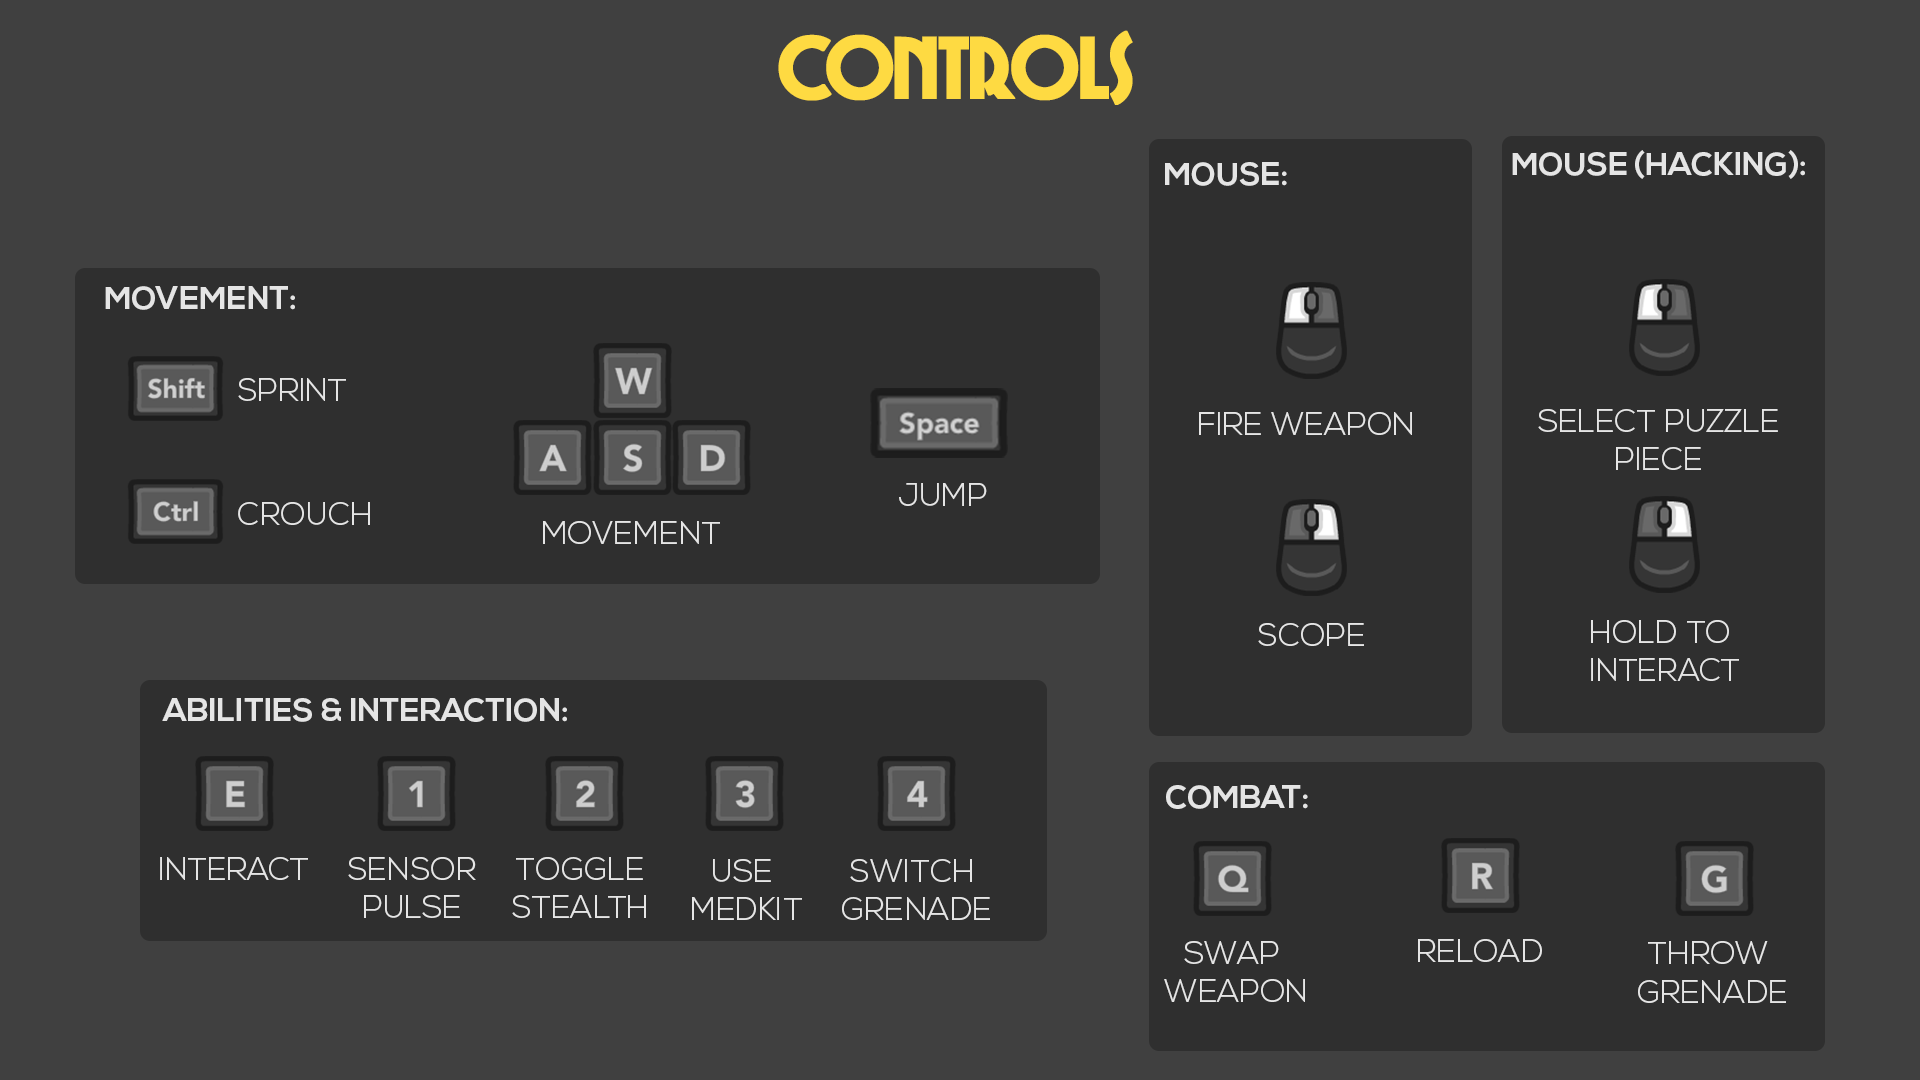 CONTROLS
MOVEMENT:
Shift SPRINT
Ctrl CROUCH
W
A S D
MOVEMENT
Space
JUMP
MOUSE:
FIRE WEAPON
SCOPE
MOUSE (HACKING):
SELECT PUZZLE
PIECE
HOLD TO
INTERACT
ABILITIES & INTERACTION:
E
INTERACT
1
SENSOR
PULSE
2
TOGGLE
STEALTH
3
USE
MEDKIT
4
SWITCH
GRENADE
COMBAT:
Q
SWAP
WEAPON
R
RELOAD
G
THROW
GRENADE